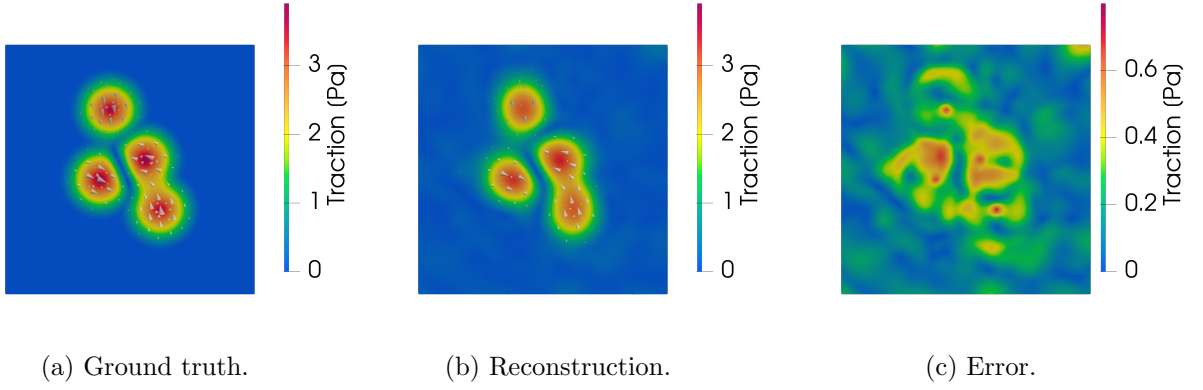 3
2
1
0
Traction (Pa)
3
2
1
0
Traction (Pa)
0.6
0.4
0.2
0
Traction (Pa)
(a) Ground truth.
(b) Reconstruction.
(c) Error.